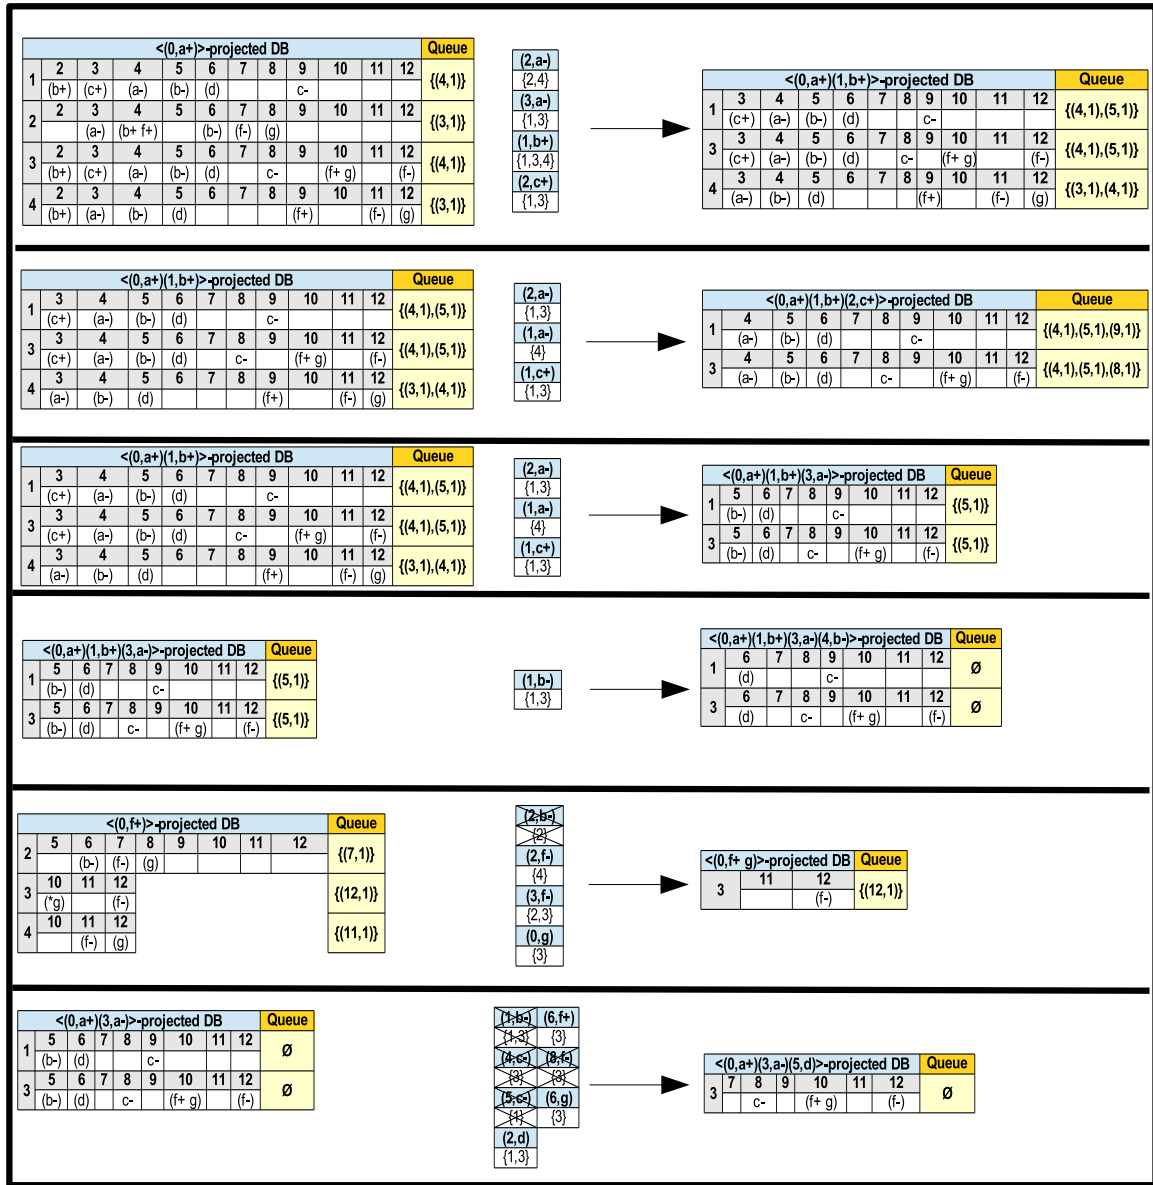 <(0,a+)>-projected DB Queue
2 3 4 5 6 7 8 9 10 11 12
1 (b+) (c+) (a-) (b-) (d) c- {(4,1)}
2 3 4 5 6 7 8 9 10 11 12
2 (a-) (b+ f+) (b-) (f-) (g) {(3,1)}
2 3 4 5 6 7 8 9 10 11 12
3 (b+) (c+) (a-) (b-) (d) c- (f+ g) (f-) {(4,1)}
2 3 4 5 6 7 8 9 10 11 12
4 (b+) (a-) (b-) (d) (f+) (f-) (g) {(3,1)}
(2,a-)
{2,4}
(3,a-)
{1,3}
(1,b+)
{1,3,4}
(2,c+)
{1,3}
<(0,a+)(1,b+)>-projected DB Queue
3 4 5 6 7 8 9 10 11 12
1 (c+) (a-) (b-) (d) c- {(4,1),(5,1)}
3 4 5 6 7 8 9 10 11 12
3 (c+) (a-) (b-) (d) c- (f+ g) (f-) {(4,1),(5,1)}
3 4 5 6 7 8 9 10 11 12
4 (a-) (b-) (d) (f+) (f-) (g) {(3,1),(4,1)}
<(0,a+)(1,b+)>-projected DB Queue
3 4 5 6 7 8 9 10 11 12
1 (c+) (a-) (b-) (d) c- {(4,1),(5,1)}
3 4 5 6 7 8 9 10 11 12
3 (c+) (a-) (b-) (d) c- (f+ g) (f-) {(4,1),(5,1)}
3 4 5 6 7 8 9 10 11 12
4 (a-) (b-) (d) (f+) (f-) (g) {(3,1),(4,1)}
(2,a-)
{1,3}
(1,a-)
{4}
(1,c+)
{1,3}
<(0,a+)(1,b+)(2,c+)>-projected DB Queue
4 5 6 7 8 9 10 11 12
1 (a-) (b-) (d) c- {(4,1),(5,1),(9,1)}
4 5 6 7 8 9 10 11 12
3 (a-) (b-) (d) c- (f+ g) (f-) {(4,1),(5,1),(8,1)}
<(0,a+)(1,b+)>-projected DB Queue
3 4 5 6 7 8 9 10 11 12
1 (c+) (a-) (b-) (d) c- {(4,1),(5,1)}
3 4 5 6 7 8 9 10 11 12
3 (c+) (a-) (b-) (d) c- (f+ g) (f-) {(4,1),(5,1)}
3 4 5 6 7 8 9 10 11 12
4 (a-) (b-) (d) (f+) (f-) (g) {(3,1),(4,1)}
(2,a-)
{1,3}
(1,a-)
{4}
(1,c+)
{1,3}
<(0,a+)(1,b+)(3,a-)>-projected DB Queue
5 6 7 8 9 10 11 12
1 (b-) (d) c- {(5,1)}
5 6 7 8 9 10 11 12
3 (b-) (d) c- (f+ g) (f-) {(5,1)}
<(0,a+)(1,b+)(3,a-)>-projected DB Queue
5 6 7 8 9 10 11 12
1 (b-) (d) c- {(5,1)}
5 6 7 8 9 10 11 12
3 (b-) (d) c- (f+ g) (f-) {(5,1)}
(1,b-)
{1,3}
<(0,a+)(1,b+)(3,a-)(4,b-)>-projected DB Queue
6 7 8 9 10 11 12
1 (d) c- Ø
6 7 8 9 10 11 12
3 (d) c- (f+ g) (f-) Ø
<(0,f+)>-projected DB Queue
5 6 7 8 9 10 11 12
2 (b-) (f-) (g) {(7,1)}
10 11 12
3 (*g) (f-) {(12,1)}
10 11 12
4 (f-) (g) {(11,1)}
(2,b-)
{2}
(2,f-)
{4}
(3,f-)
{2,3}
(0,g)
{3}
<(0,f+ g)>-projected DB Queue
11 12
3 (f-) {(12,1)}
<(0,a+)(3,a-)>-projected DB Queue
5 6 7 8 9 10 11 12
1 (b-) (d) c- Ø
5 6 7 8 9 10 11 12
3 (b-) (d) c- (f+ g) (f-) Ø
(1,b-) (6,f+)
{1,3} {3}
(4,c-) (8,f-)
{3} {3}
(5,c-) (6,g)
{1} {3}
(2,d)
{1,3}
<(0,a+)(3,a-)(5,d)>-projected DB Queue
7 8 9 10 11 12
3 c- (f+ g) (f-) Ø